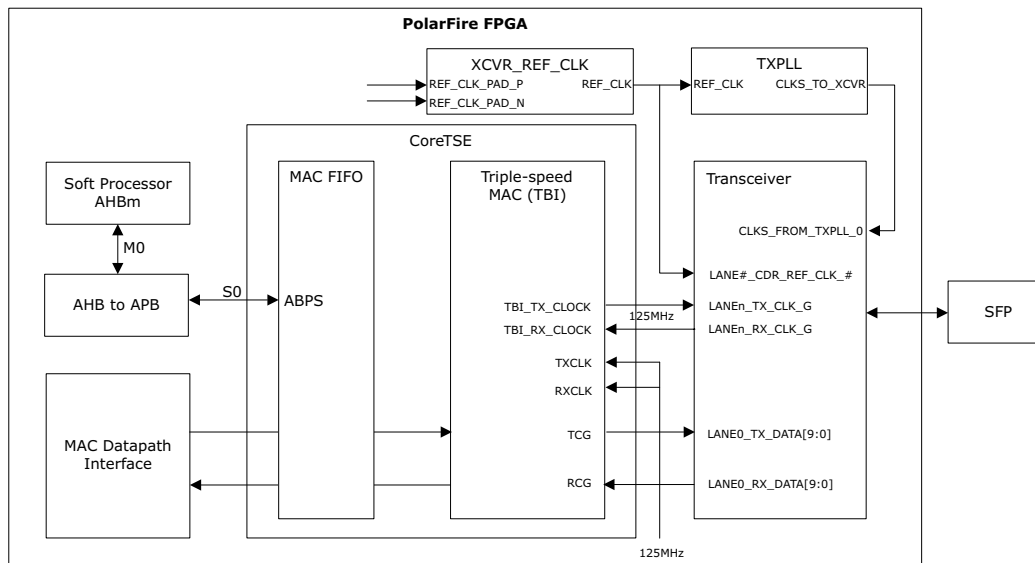 PolarFire FPGA
XCVR_REF_CLK
REF_CLK_PAD_P
REF_CLK
REF_CLK_PAD_N
TXPLL
REF_CLK
CLKS_TO_XCVR
CoreTSE
Soft Processor
AHBm
M0
AHB to APB
S0
MAC Datapath
Interface
MAC FIFO
ABPS
Triple-speed
MAC (TBI)
TBI_TX_CLOCK
TBI_RX_CLOCK
TXCLK
RXCLK
TCG
RCG
125MHz
125MHz
Transceiver
CLKS_FROM_TXPLL_0
LANE#_CDR_REF_CLK_#
LANEn_TX_CLK_G
LANEn_RX_CLK_G
LANE0_TX_DATA[9:0]
LANE0_RX_DATA[9:0]
SFP